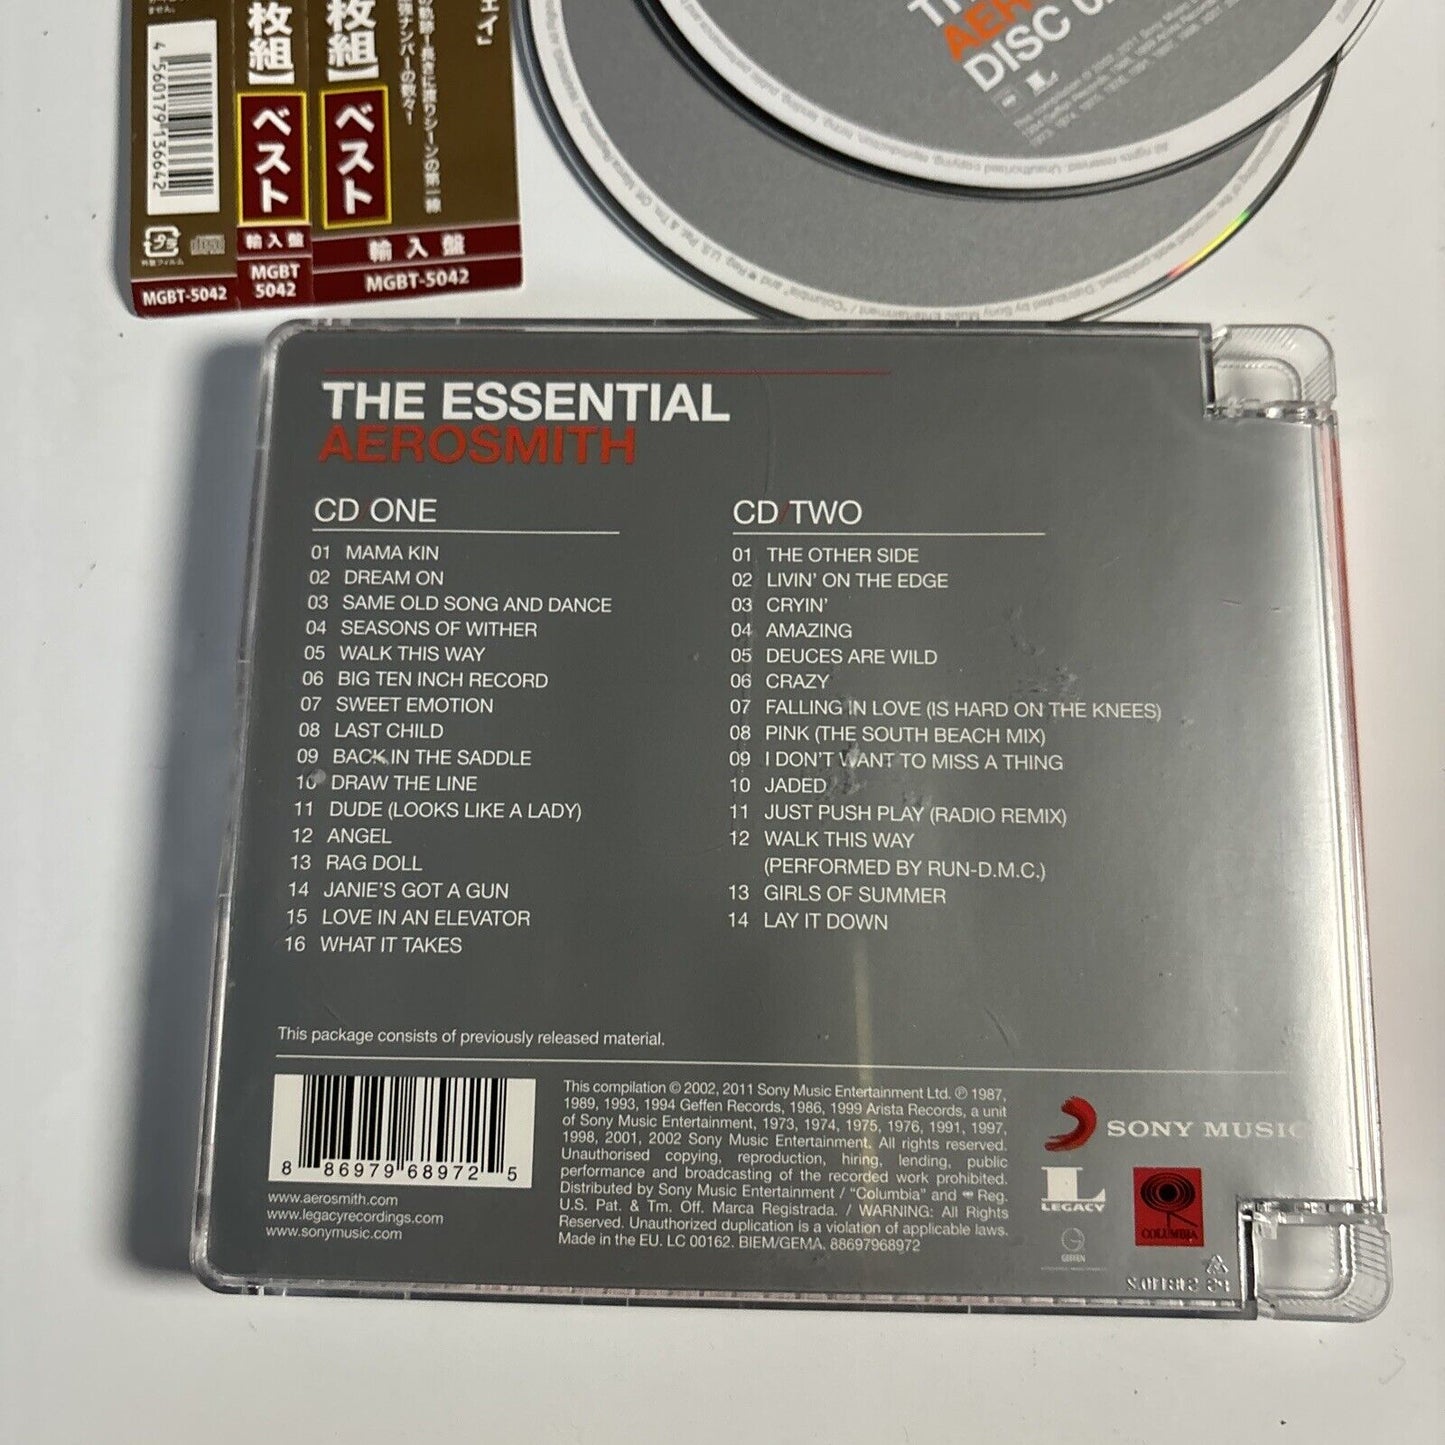 ません。
4 560179 136642
プラ
外装フィルム
MGBT-5042
枚組】
ベスト
輸入盤
MGBT
5042
枚組】
ベスト
輸入盤
MGBT-5042
ェイ」
DISC
THE ESSENTIAL
AEROSMITH
CD/ONE
01 MAMA KIN
02 DREAM ON
03 SAME OLD SONG AND DANCE
04 SEASONS OF WITHER
05 WALK THIS WAY
06 BIG TEN INCH RECORD
07 SWEET EMOTION
08 LAST CHILD
09 BACK IN THE SADDLE
10 DRAW THE LINE
11 DUDE (LOOKS LIKE A LADY)
12 ANGEL
13 RAG DOLL
14 JANIE'S GOT A GUN
15 LOVE IN AN ELEVATOR
16 WHAT IT TAKES
CD/TWO
01 THE OTHER SIDE
02 LIVIN' ON THE EDGE
03 CRYIN'
04 AMAZING
05 DEUCES ARE WILD
06 CRAZY
07 FALLING IN LOVE (IS HARD ON THE KNEES)
08 PINK (THE SOUTH BEACH MIX)
09 I DON'T WANT TO MISS A THING
10 JADED
11 JUST PUSH PLAY (RADIO REMIX)
12 WALK THIS WAY
(PERFORMED BY RUN-D.M.C.)
13 GIRLS OF SUMMER
14 LAY IT DOWN
This package consists of previously released material.
8 86979 68972 5
www.aerosmith.com
www.legacyrecordings.com
www.sonymusic.com
This compilation © 2002, 2011 Sony Music Entertainment Ltd. ℗ 1987,
1989, 1993, 1994 Geffen Records, 1986, 1999 Arista Records, a unit
of Sony Music Entertainment, 1973, 1974, 1975, 1976, 1991, 1997,
1998, 2001, 2002 Sony Music Entertainment. All rights reserved.
Unauthorised copying, reproduction, hiring, lending, public
performance and broadcasting of the recorded work prohibited.
Distributed by Sony Music Entertainment / "Columbia" and Reg.
U.S. Pat. & Tm. Off. Marca Registrada. / WARNING: All Rights
Reserved. Unauthorized duplication is a violation of applicable laws.
Made in the EU. LC 00162. BIEM/GEMA. 88697968972
SONY MUSIC
L
LEGACY
COLUMBIA
GEFFEN